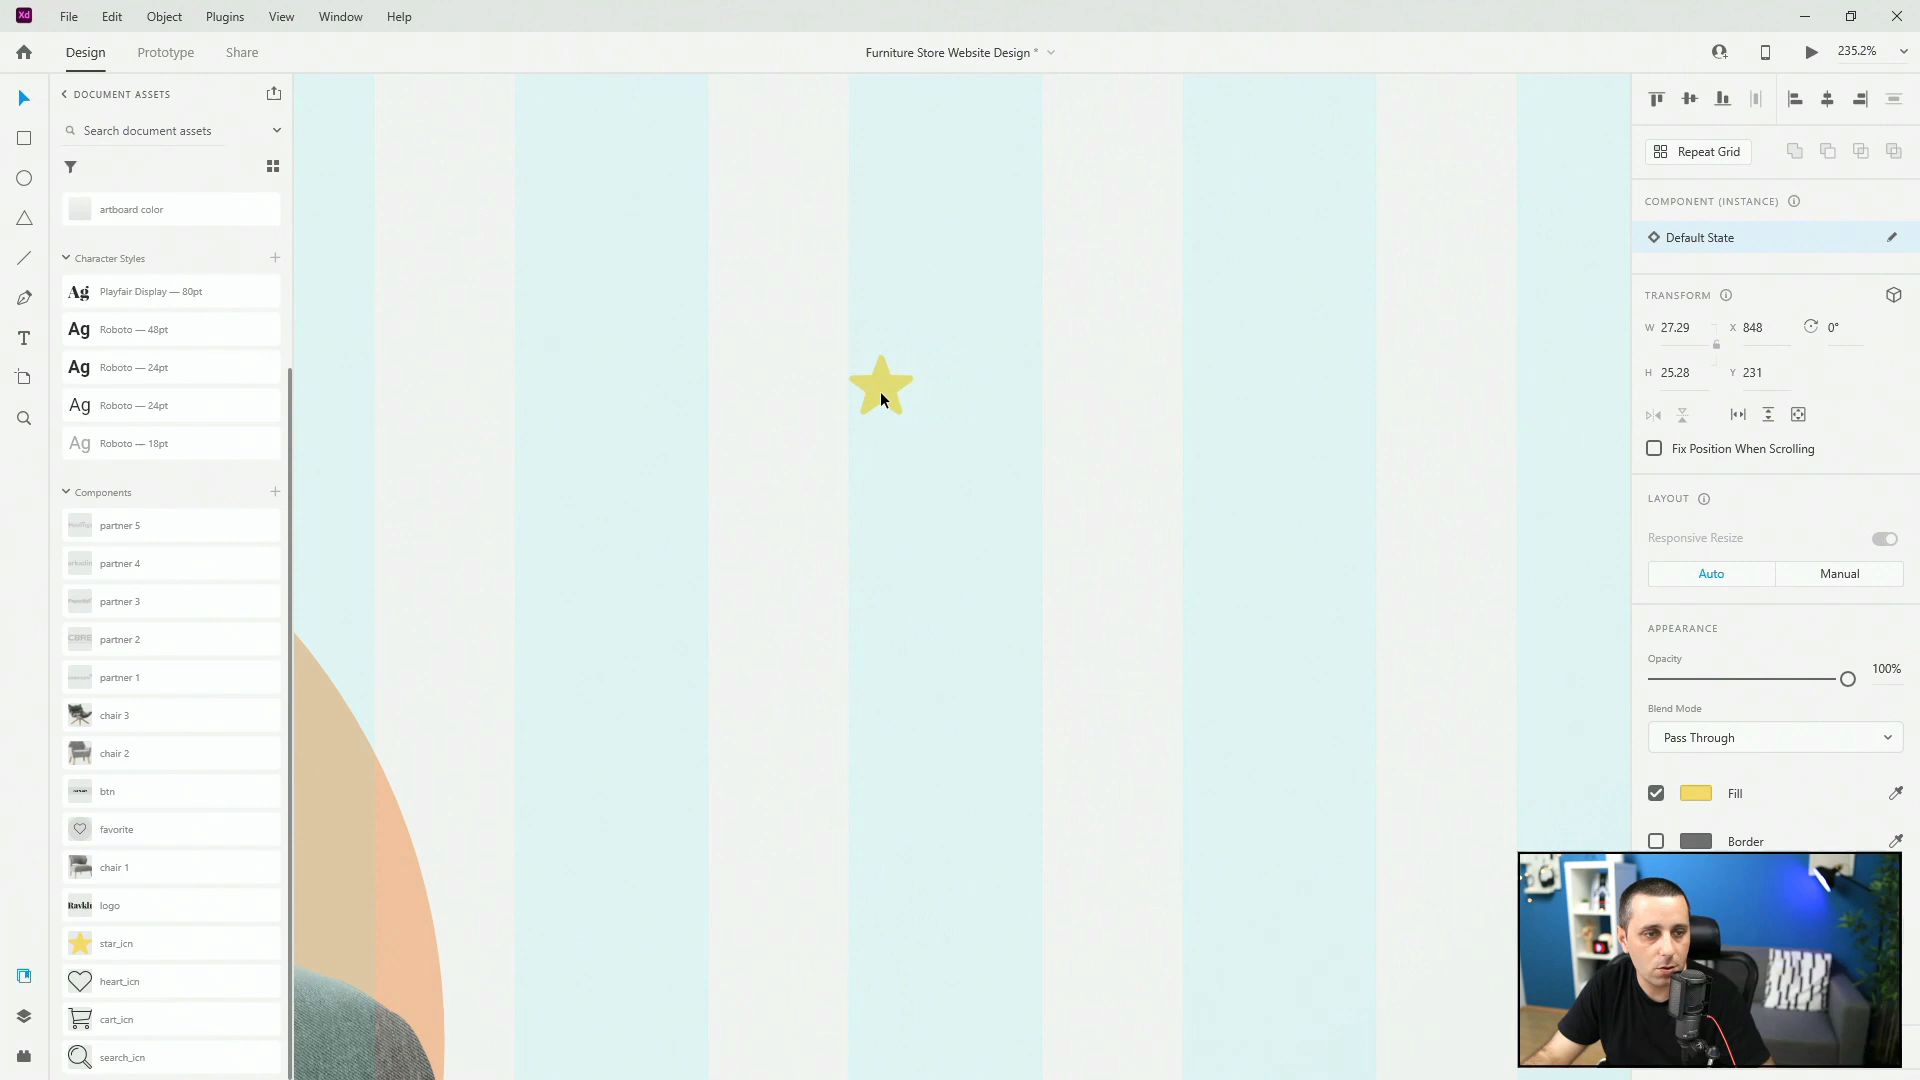 Xd
File
Edit
Object
Plugins
View
Window
Help
Design
Prototype
Share
Furniture Store Website Design *
235.2%
DOCUMENT ASSETS
Search document assets
artboard color
Character Styles
Ag
Playfair Display — 80pt
Ag
Roboto — 48pt
Ag
Roboto — 24pt
Ag
Roboto — 24pt
Ag
Roboto — 18pt
Components
partner 5
partner 4
partner 3
CBRE
partner 2
partner 1
chair 3
chair 2
btn
favorite
chair 1
logo
star_icn
heart_icn
cart_icn
search_icn
Repeat Grid
COMPONENT (INSTANCE)
Default State
TRANSFORM
W 27.29
X 848
0°
H 25.28
Y 231
Fix Position When Scrolling
LAYOUT
Responsive Resize
Auto
Manual
APPEARANCE
Opacity
100%
Blend Mode
Pass Through
Fill
Border